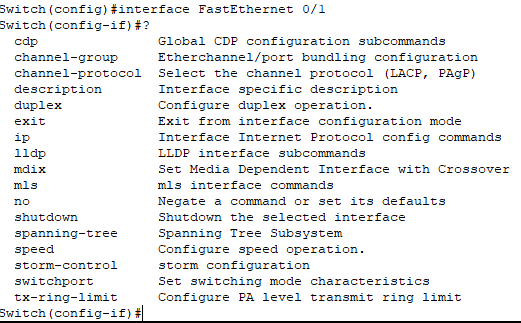 Switch(config)#interface FastEthernet 0/1
Switch(config-if)#?
cdp Global CDP configuration subcommands
channel-group Etherchannel/port bundling configuration
channel-protocol Select the channel protocol (LACP, PAgP)
description Interface specific description
duplex Configure duplex operation.
exit Exit from interface configuration mode
ip Interface Internet Protocol config commands
lldp LLDP interface subcommands
mdix Set Media Dependent Interface with Crossover
mls mls interface commands
no Negate a command or set its defaults
shutdown Shutdown the selected interface
spanning-tree Spanning Tree Subsystem
speed Configure speed operation.
storm-control storm configuration
switchport Set switching mode characteristics
tx-ring-limit Configure PA level transmit ring limit
Switch(config-if)#